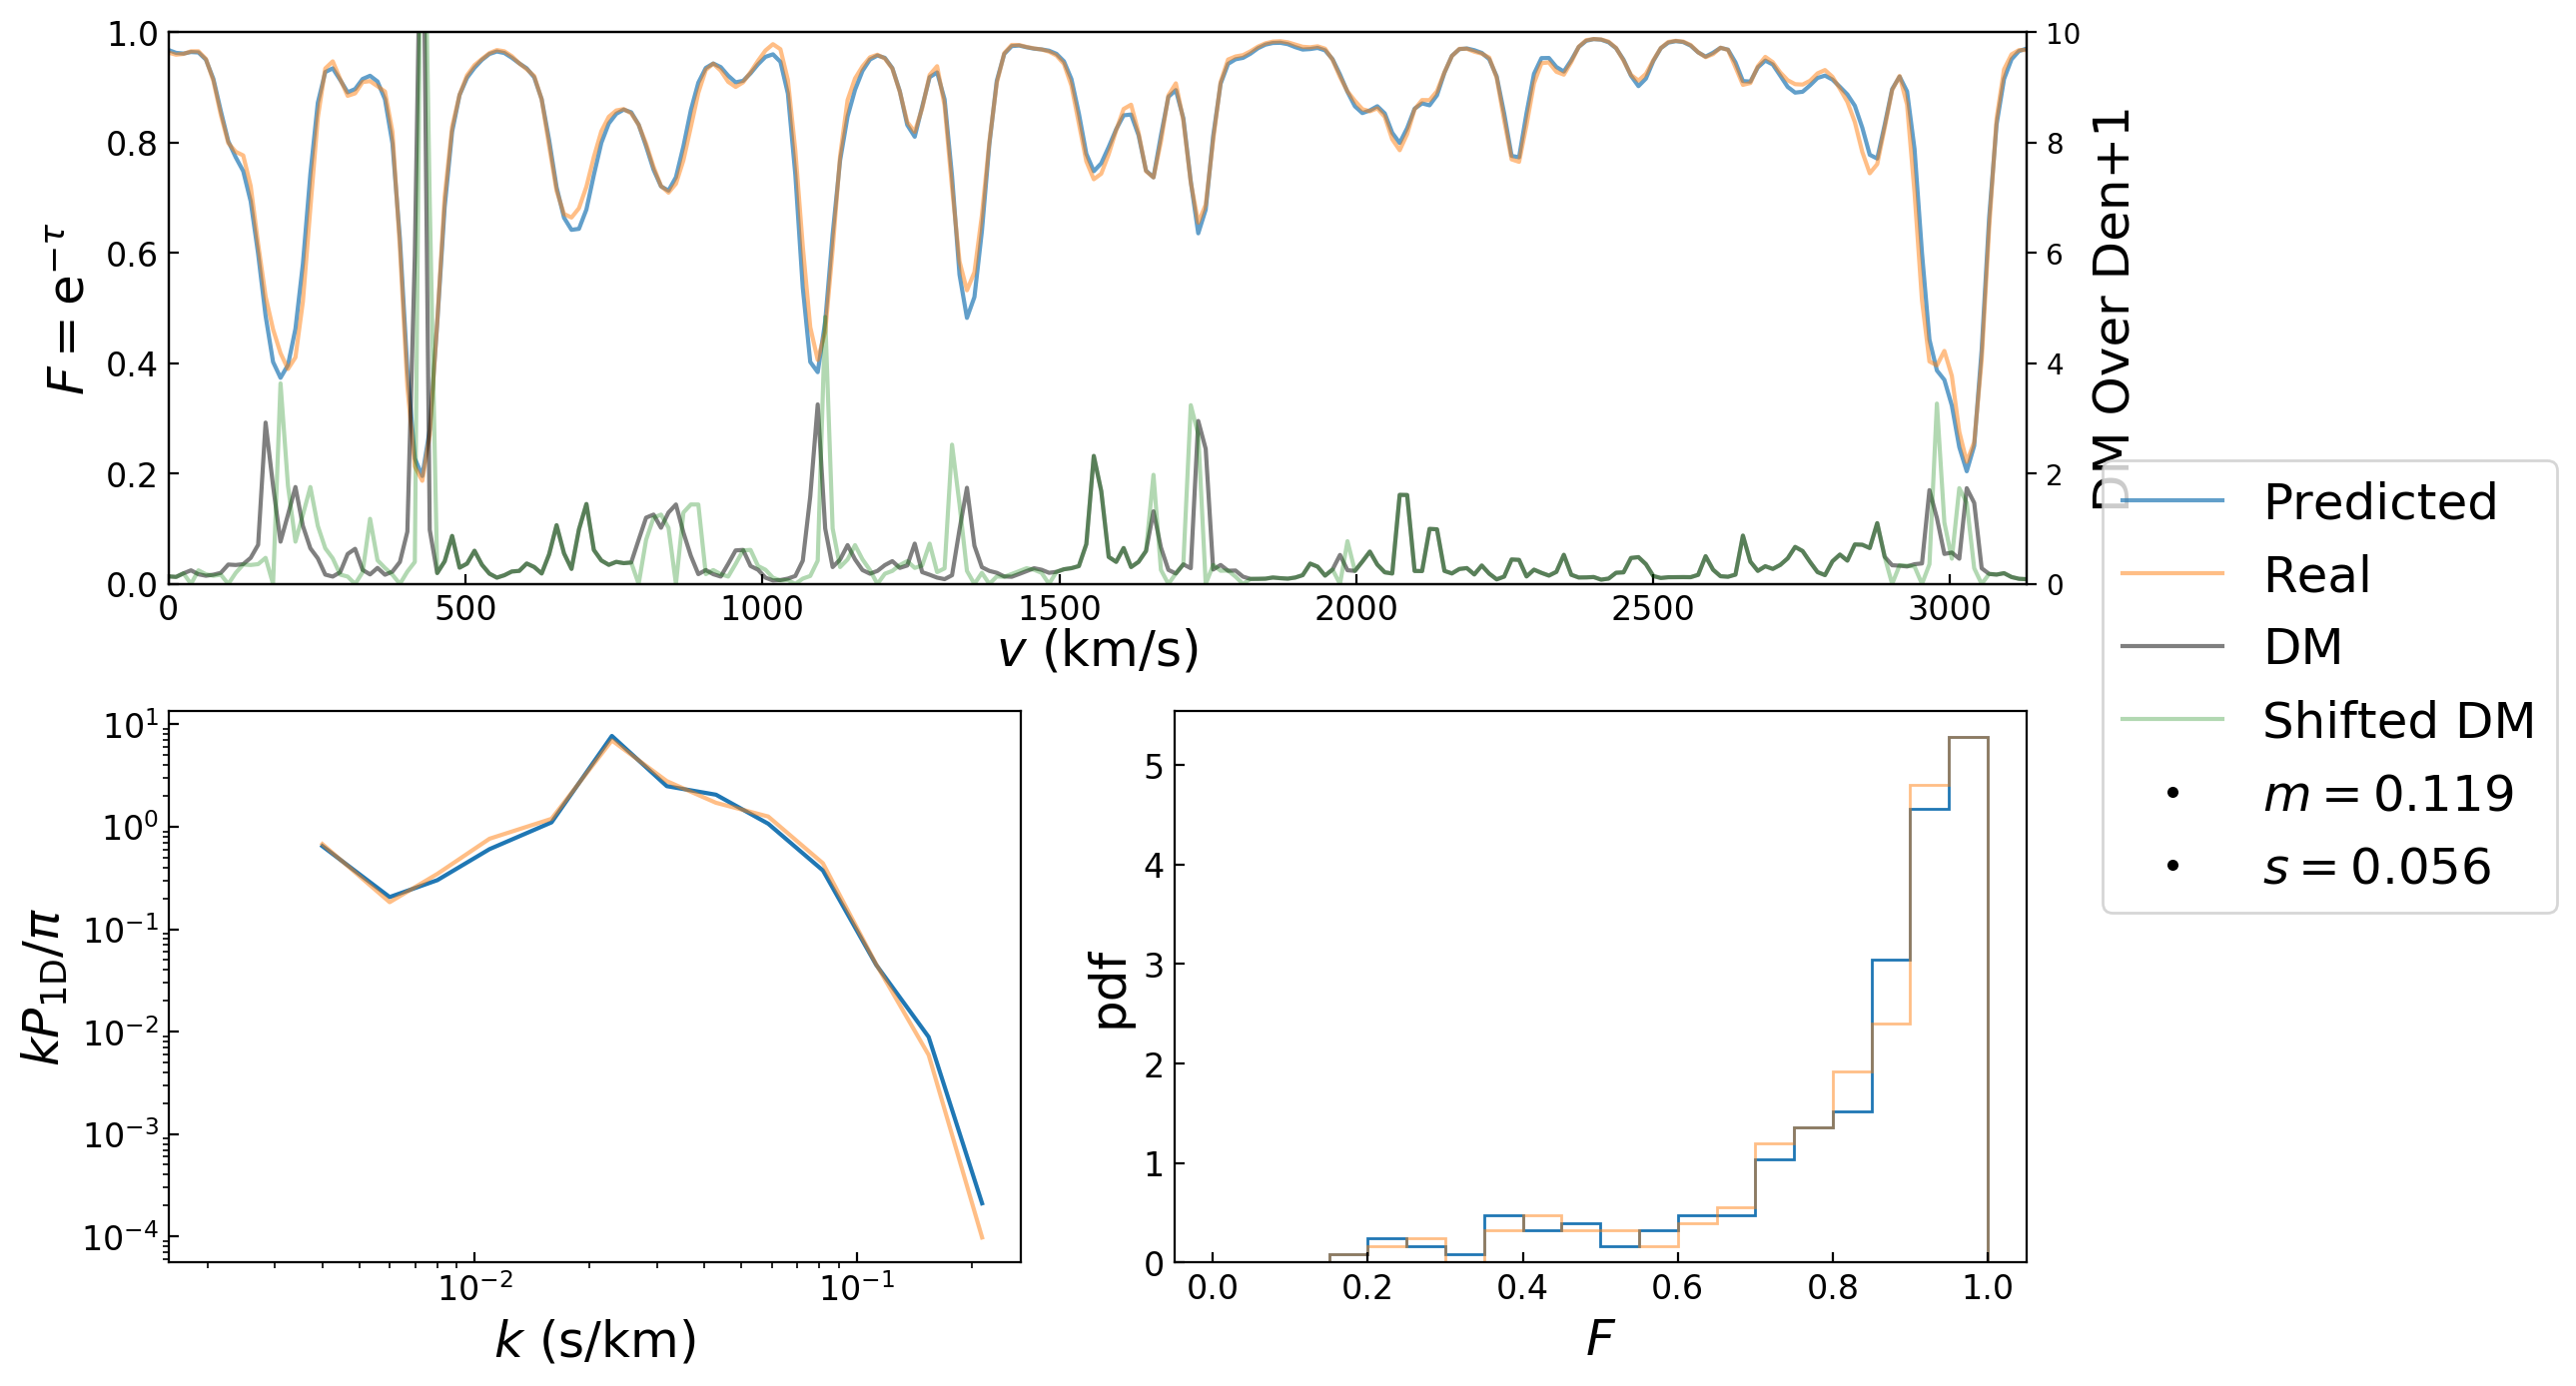 1.0
0.8
0.6
0.4
0.2
0.0
F = e^{−τ}
10
8
6
4
2
0
DM Over Den+1
0 500 1000 1500 2000 2500 3000
v (km/s)
Predicted
Real
DM
Shifted DM
m = 0.119
s = 0.056
10^1
10^0
10^{−1}
10^{−2}
10^{−3}
10^{−4}
kP_{1D}/π
10^{−2} 10^{−1}
k (s/km)
5
4
3
2
1
0
pdf
0.0 0.2 0.4 0.6 0.8 1.0
F